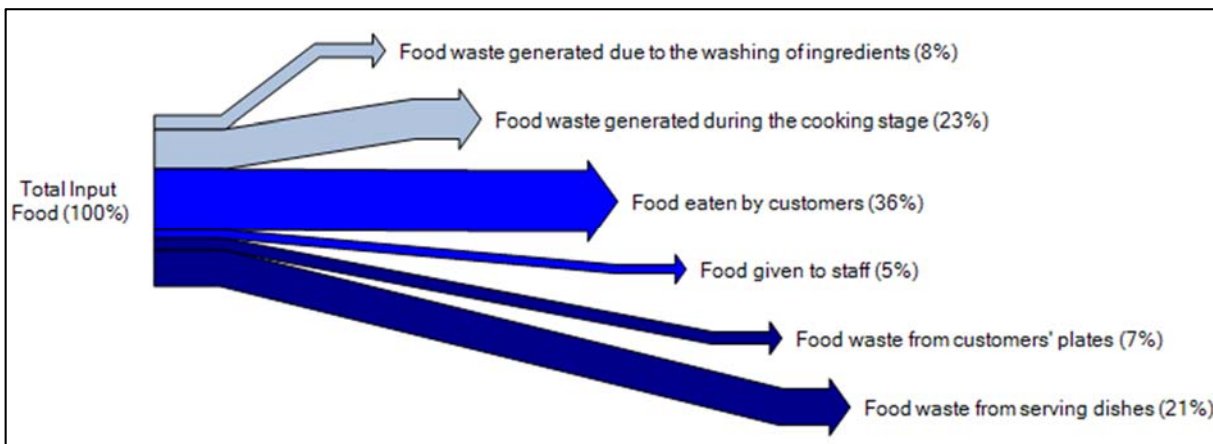 Food waste generated due to the washing of ingredients (8%)
Food waste generated during the cooking stage (23%)
Total Input
Food (100%)
Food eaten by customers (36%)
Food given to staff (5%)
Food waste from customers' plates (7%)
Food waste from serving dishes (21%)